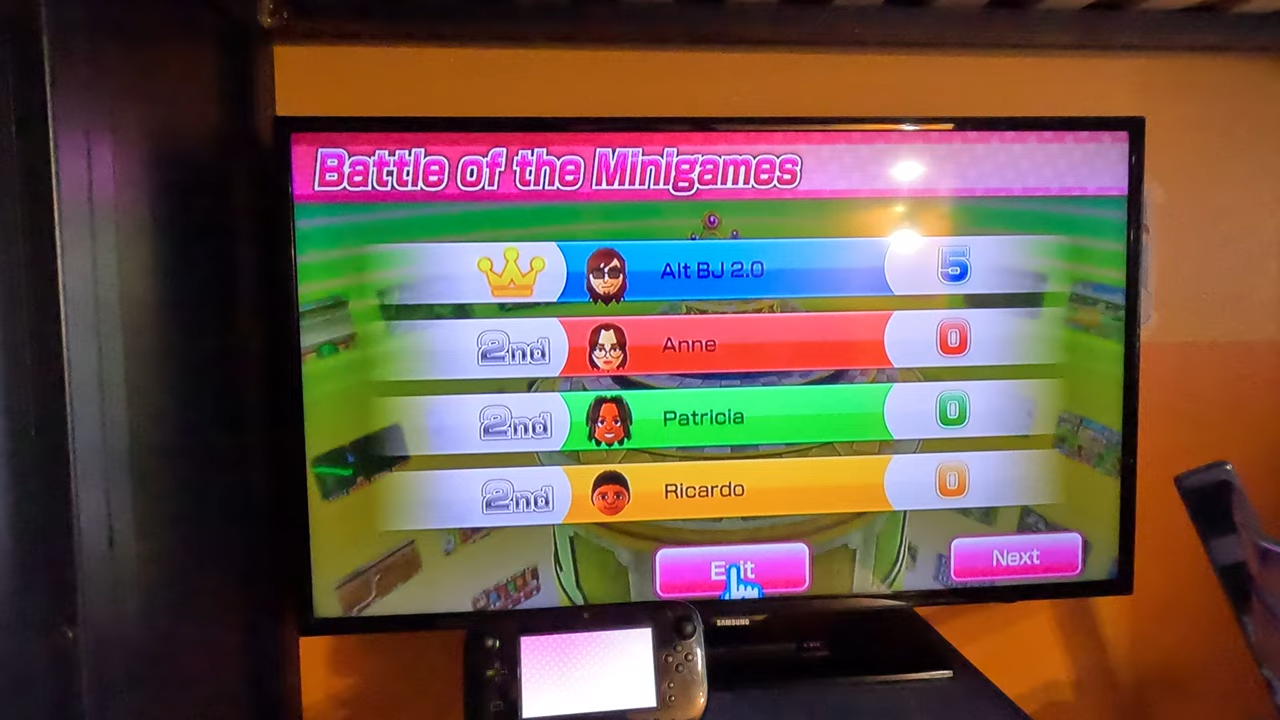 Battle of the Minigames
Alt BJ 2.0 5
2nd Anne 0
2nd Patricia 0
2nd Ricardo 0
Exit Next
SAMSUNG